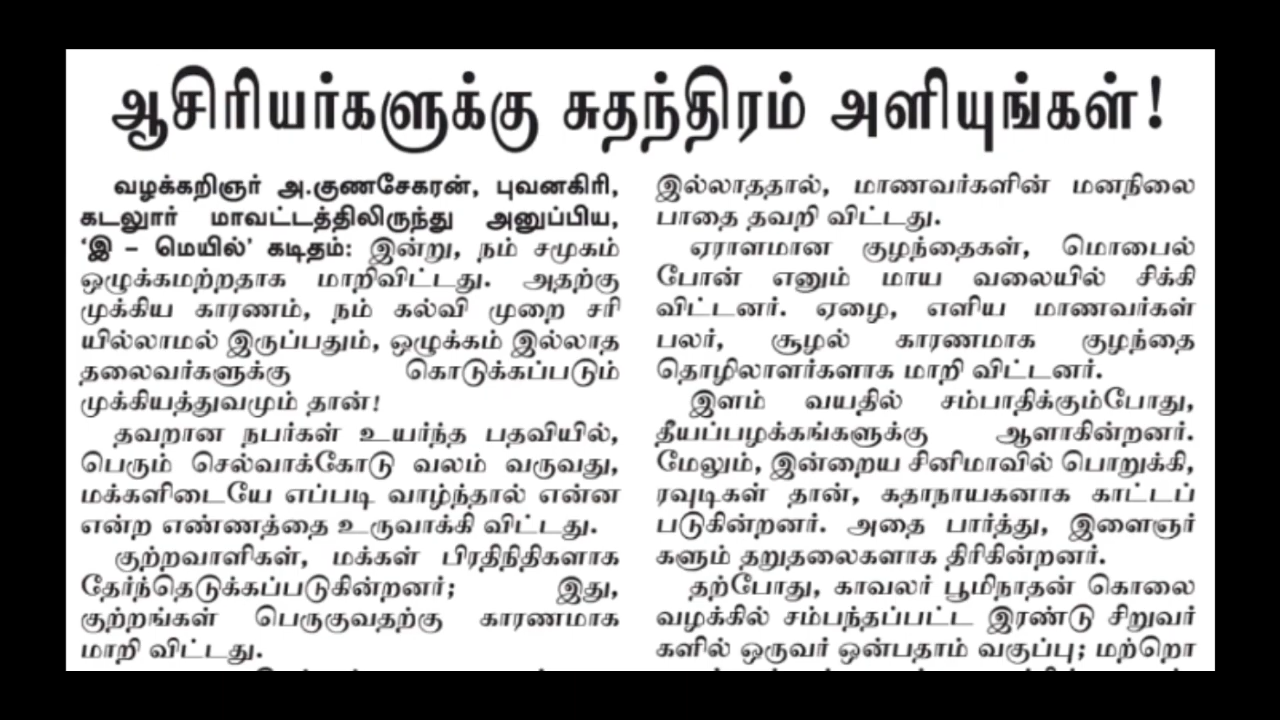 ஆசிரியர்களுக்கு சுதந்திரம் அளியுங்கள்!
வழக்கறிஞர் அ.குணசேகரன், புவனகிரி,
கடலூர் மாவட்டத்திலிருந்து அனுப்பிய,
'இ – மெயில்' கடிதம்: இன்று, நம் சமூகம்
ஒழுக்கமற்றதாக மாறிவிட்டது. அதற்கு
முக்கிய காரணம், நம் கல்வி முறை சரி
யில்லாமல் இருப்பதும், ஒழுக்கம் இல்லாத
தலைவர்களுக்கு கொடுக்கப்படும்
முக்கியத்துவமும் தான்!
தவறான நபர்கள் உயர்ந்த பதவியில்,
பெரும் செல்வாக்கோடு வலம் வருவது,
மக்களிடையே எப்படி வாழ்ந்தால் என்ன
என்ற எண்ணத்தை உருவாக்கி விட்டது.
குற்றவாளிகள், மக்கள் பிரதிநிதிகளாக
தேர்ந்தெடுக்கப்படுகின்றனர்; இது,
குற்றங்கள் பெருகுவதற்கு காரணமாக
மாறி விட்டது.
இல்லாததால், மாணவர்களின் மனநிலை
பாதை தவறி விட்டது.
ஏராளமான குழந்தைகள், மொபைல்
போன் எனும் மாய வலையில் சிக்கி
விட்டனர். ஏழை, எளிய மாணவர்கள்
பலர், சூழல் காரணமாக குழந்தை
தொழிலாளர்களாக மாறி விட்டனர்.
இளம் வயதில் சம்பாதிக்கும்போது,
தீயப்பழக்கங்களுக்கு ஆளாகின்றனர்.
மேலும், இன்றைய சினிமாவில் பொறுக்கி,
ரவுடிகள் தான், கதாநாயகனாக காட்டப்
படுகின்றனர். அதை பார்த்து, இளைஞர்
களும் தறுதலைகளாக திரிகின்றனர்.
தற்போது, காவலர் பூமிநாதன் கொலை
வழக்கில் சம்பந்தப்பட்ட இரண்டு சிறுவர்
களில் ஒருவர் ஒன்பதாம் வகுப்பு; மற்றொ